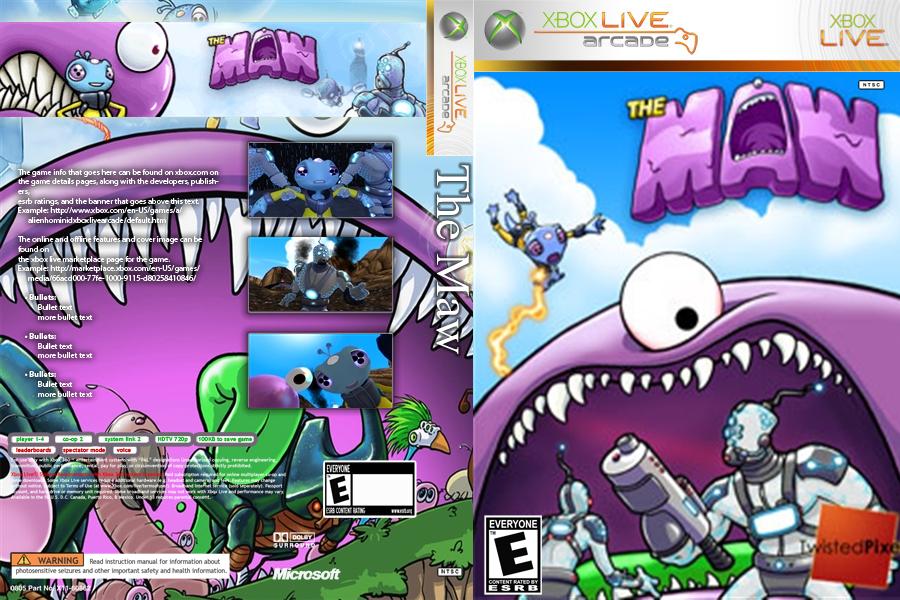 THE
MAW
The game info that goes here can be found on xbox.com on
the game details pages, along with the developers, publish-
ers,
esrb ratings, and the banner that goes above this text.
Example: http://www.xbox.com/en-US/games/a/
alienhominidxboxlivearcade/default.htm
The online and offline features and cover image can be
found on
the xbox live marketplace page for the game.
Example: http://marketplace.xbox.com/en-US/games/
media/66acd000-77fe-1000-9115-d80258410846/
• Bullets:
Bullet text
more bullet text
• Bullets:
Bullet text
more bullet text
• Bullets:
Bullet text
more bullet text
player 1-4 co-op 2 system link 2 HDTV 720p 100KB to save game
leaderboards spectator mode voice
EVERYONE
E
ESRB CONTENT RATING www.esrb.org
DOLBY
SURROUND
WARNING Read instruction manual for information about
photosensitive seizures and other important safety and health information.
Microsoft
NTSC
XBOX LIVE
arcade
The Maw
XBOX LIVE
arcade
XBOX
LIVE
NTSC
THE
MAW
EVERYONE
E
CONTENT RATED BY
ESRB
TwistedPixe